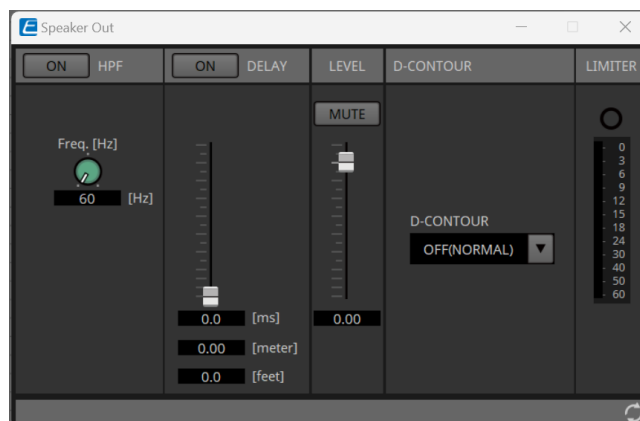 Speaker Out
ON HPF
ON DELAY
LEVEL
D-CONTOUR
LIMITER
Freq. [Hz]
60 [Hz]
0.0 [ms]
0.00 [meter]
0.0 [feet]
MUTE
0.00
D-CONTOUR
OFF(NORMAL)
0
3
6
9
12
15
18
24
30
40
50
60